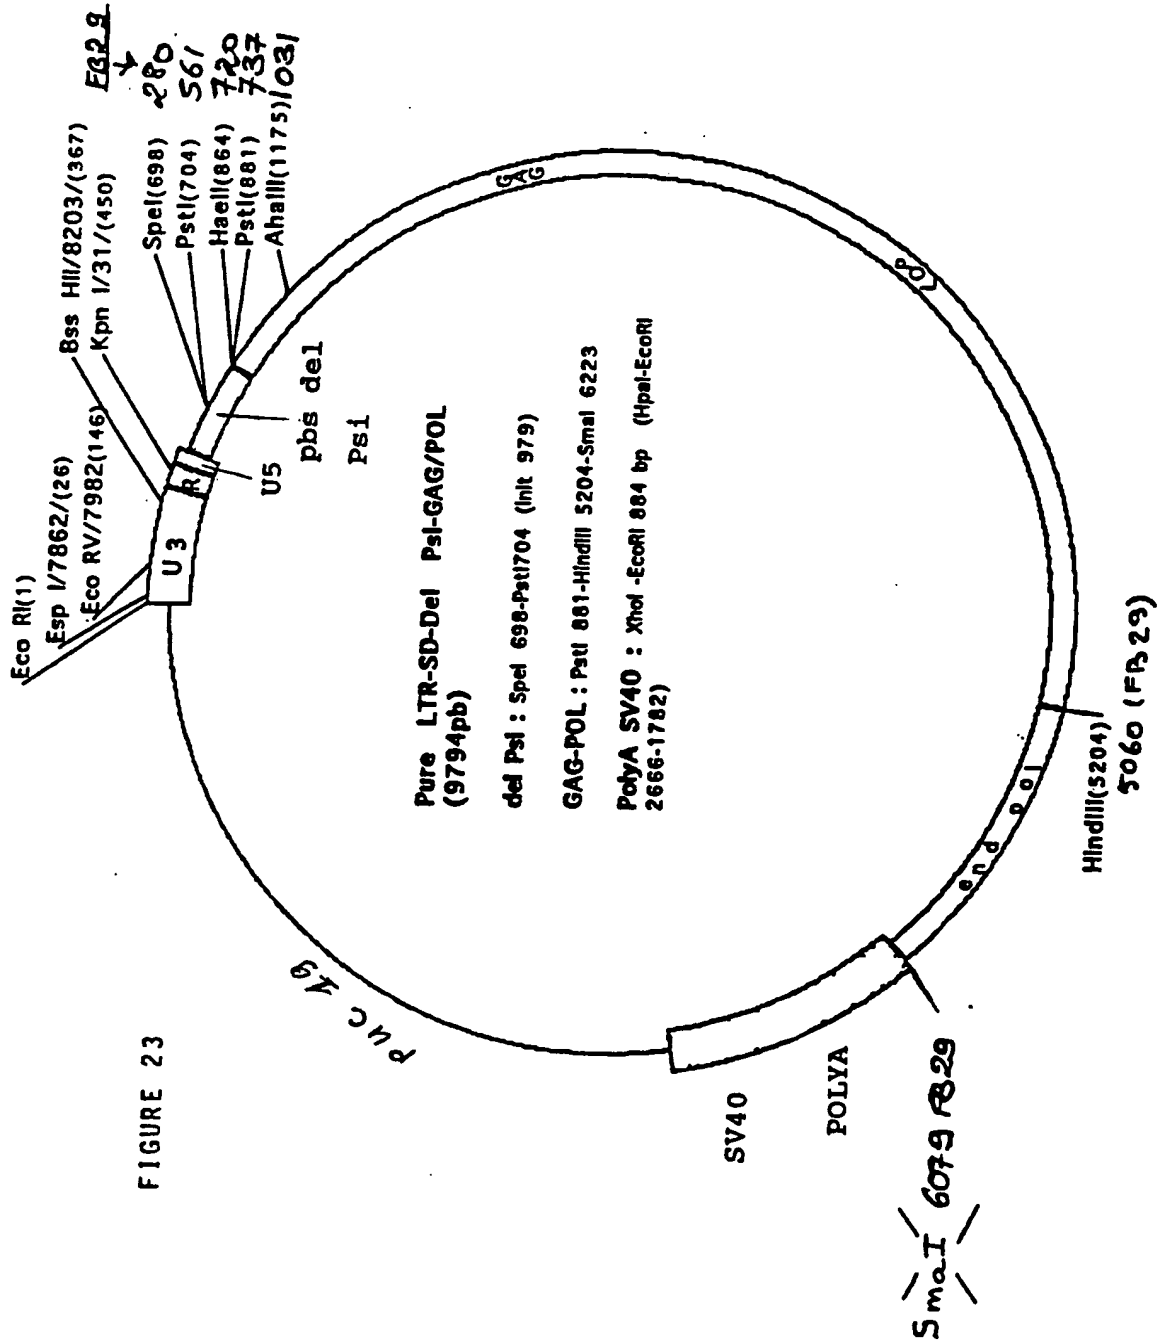 FIGURE 23
Eco RI(1)
Esp I/7862/(26)
Eco RV/7982(146)
Bss HII/8203/(367)
Kpn I/31/(450)
FB29
SpeI(698) 280
PstI(704) 561
HaeII(864) 720
PstI(881) 737
AhaIII(1175) 1031
U3
R
U5
pbs del
Psi
GAG
POL
Pure LTR-SD-Del Psi-GAG/POL
(9794pb)
del Psi : SpeI 698-PstI704 (Init 979)
GAG-POL : PstI 881-HindIII 5204-SmaI 6223
PolyA SV40 : XhoI -EcoRI 884 bp (HpaI-EcoRI
2666-1782)
HindIII(5204)
5060 (FB29)
end pol
puc 19
SV40
POLYA
SmaI 6079 FB29